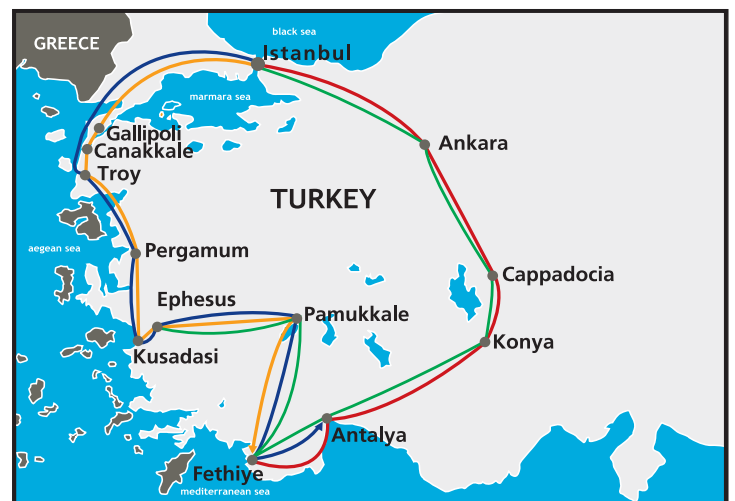 black sea
GREECE
Istanbul
marmara sea
Gallipoli
Canakkale
Ankara
Troy
TURKEY
aegean sea
Pergamum
Cappadocia
Ephesus
Pamukkale
Kusadasi
Konya
Antalya
Fethiye
mediterranean sea